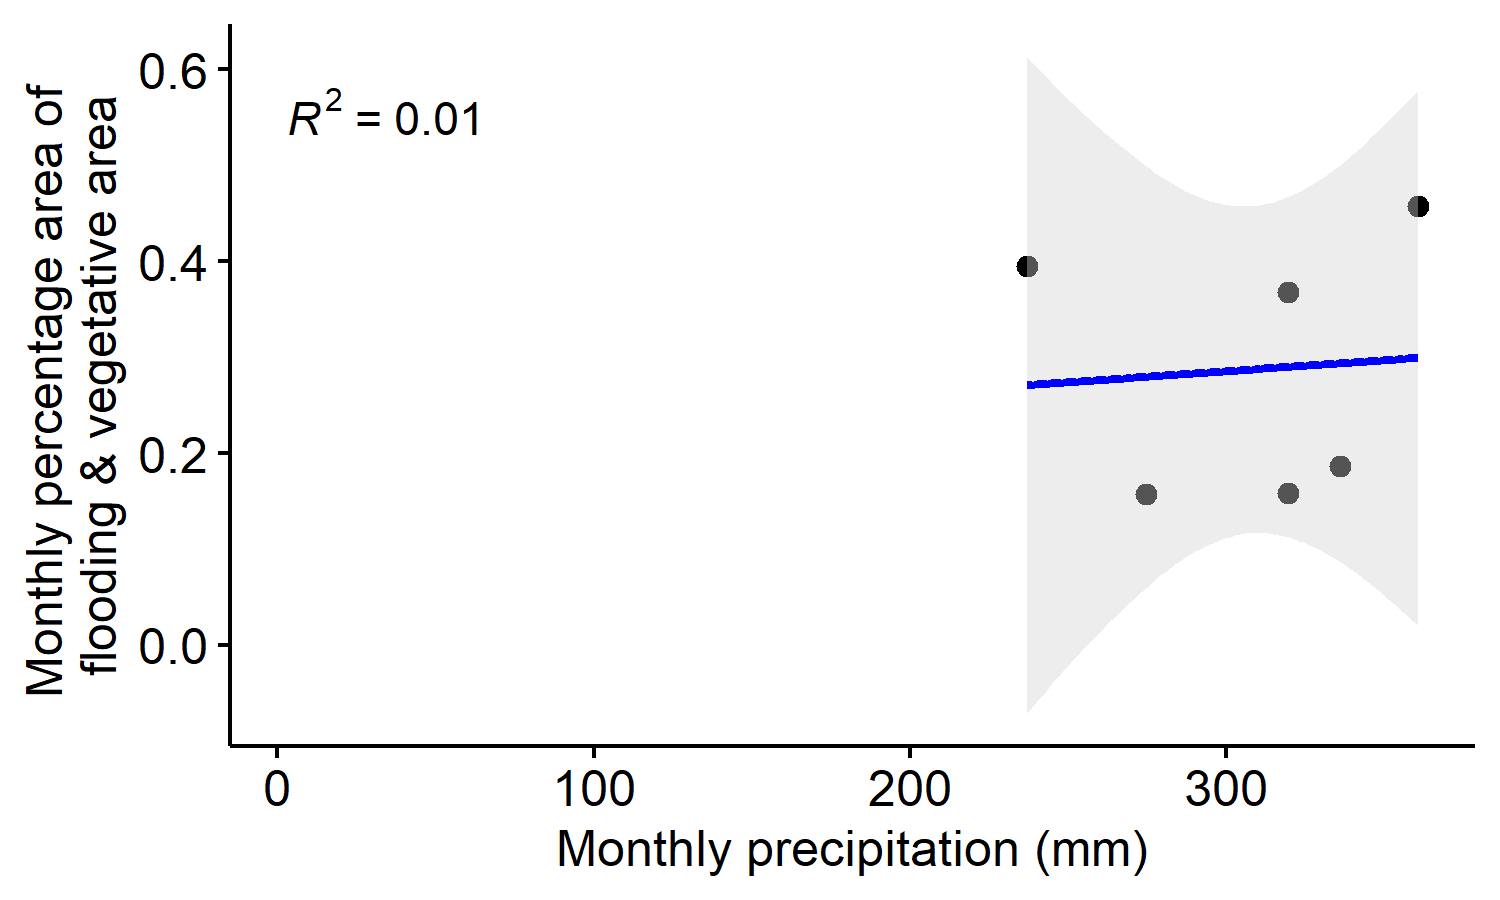 Monthly percentage area of
flooding & vegetative area
0.6
0.4
0.2
0.0
R² = 0.01
0 100 200 300
Monthly precipitation (mm)